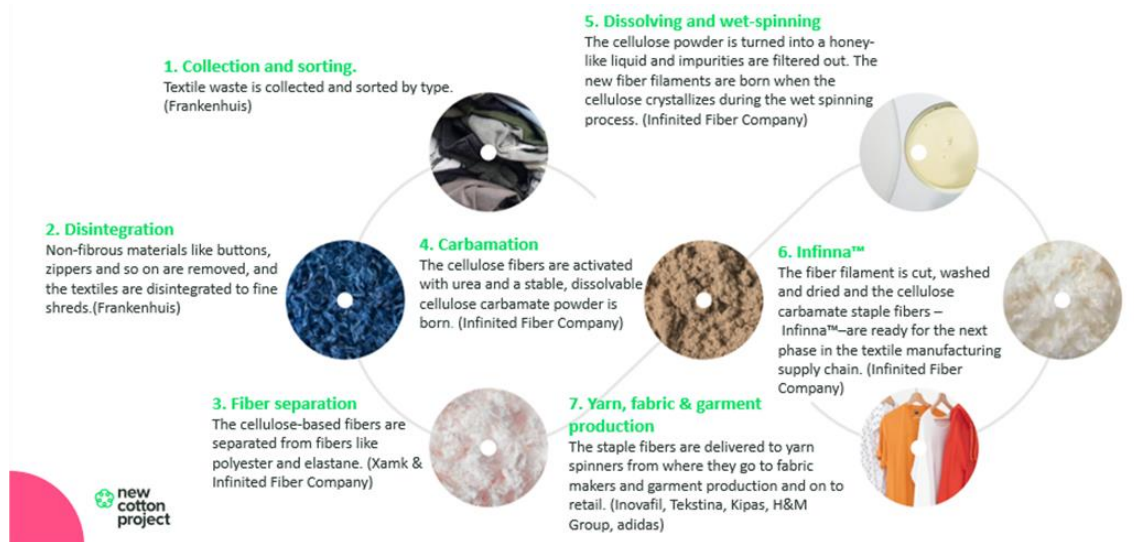 1. Collection and sorting.
Textile waste is collected and sorted by type.
(Frankenhuis)
2. Disintegration
Non-fibrous materials like buttons,
zippers and so on are removed, and
the textiles are disintegrated to fine
shreds.(Frankenhuis)
3. Fiber separation
The cellulose-based fibers are
separated from fibers like
polyester and elastane. (Xamk &
Infinited Fiber Company)
4. Carbamation
The cellulose fibers are activated
with urea and a stable, dissolvable
cellulose carbamate powder is
born. (Infinited Fiber Company)
5. Dissolving and wet-spinning
The cellulose powder is turned into a honey-
like liquid and impurities are filtered out. The
new fiber filaments are born when the
cellulose crystallizes during the wet spinning
process. (Infinited Fiber Company)
6. Infinna™
The fiber filament is cut, washed
and dried and the cellulose
carbamate staple fibers –
Infinna™–are ready for the next
phase in the textile manufacturing
supply chain. (Infinited Fiber
Company)
7. Yarn, fabric & garment
production
The staple fibers are delivered to yarn
spinners from where they go to fabric
makers and garment production and on to
retail. (Inovafil, Tekstina, Kipas, H&M
Group, adidas)
new
cotton
project